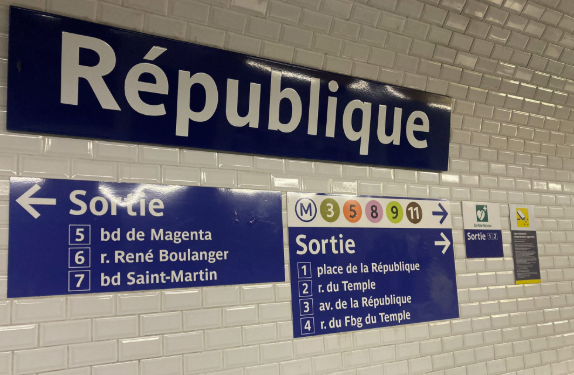 République
Sortie
5 bd de Magenta
6 r. René Boulanger
7 bd Saint-Martin
M 3 5 8 9 11
Sortie
1 place de la République
2 r. du Temple
3 av. de la République
4 r. du Fbg du Temple
Sortie